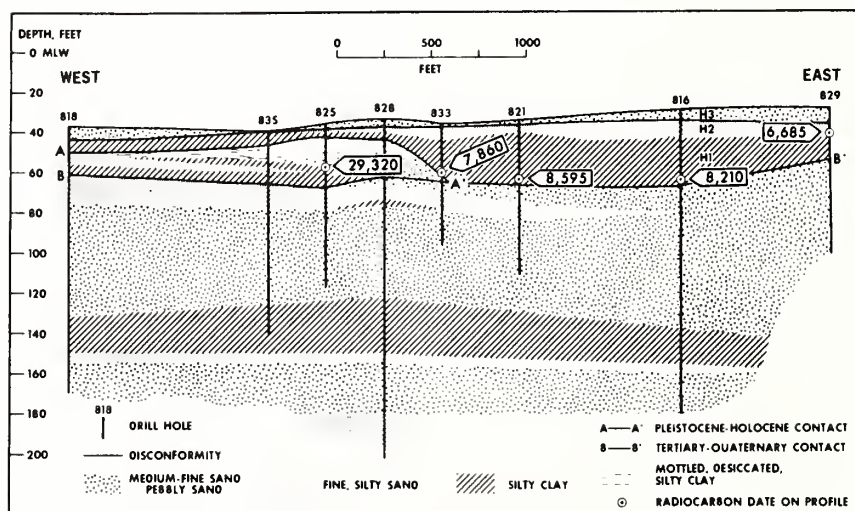 DEPTH, FEET
0 MLW
0 500 1000
FEET
WEST
EAST
818 835 825 828 833 821 816 829
20
40
60
80
100
120
140
160
180
200
A
B
H3
H2
H1
6,685
7,860
29,320
8,595
8,210
A'
B'
818
DRILL HOLE
DISCONFORMITY
MEDIUM-FINE SAND
PEBBLY SAND
FINE, SILTY SAND
SILTY CLAY
A—A' PLEISTOCENE-HOLOCENE CONTACT
B—B' TERTIARY-QUATERNARY CONTACT
MOTTLED, DESICCATED,
SILTY CLAY
RADIOCARBON DATE ON PROFILE